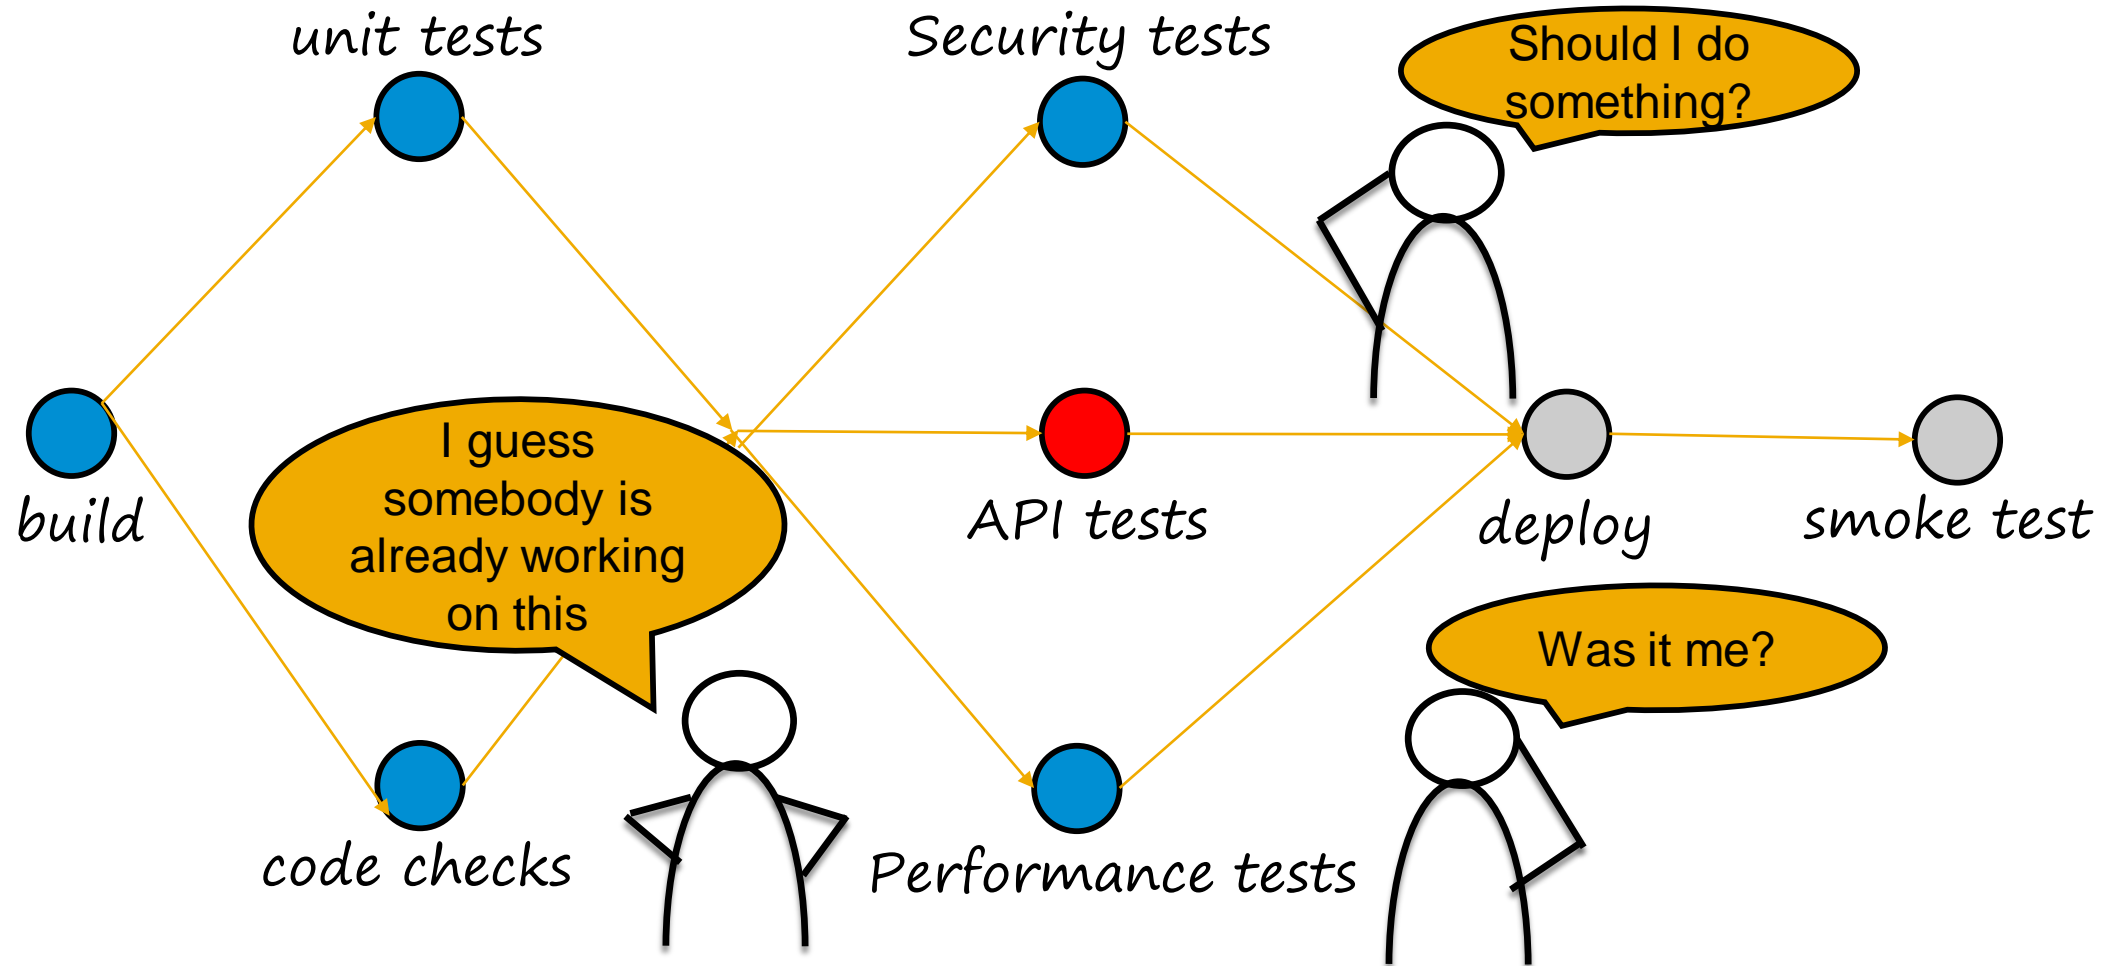 unit tests
Security tests
Should I do
something?
build
I guess
somebody is
already working
on this
API tests
deploy
smoke test
Was it me?
code checks
Performance tests